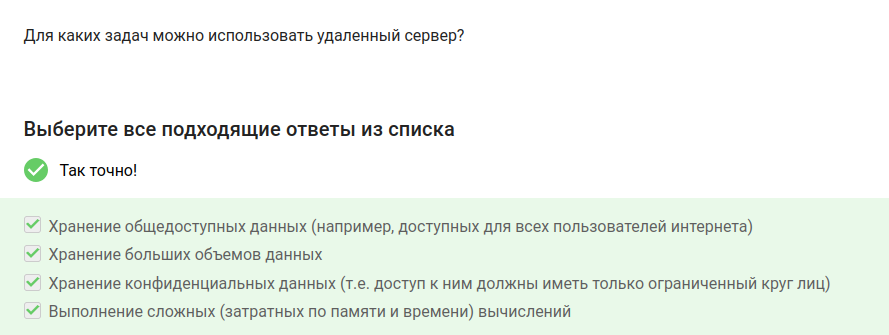 Для каких задач можно использовать удаленный сервер?
Выберите все подходящие ответы из списка
Так точно!
Хранение общедоступных данных (например, доступных для всех пользователей интернета)
Хранение больших объемов данных
Хранение конфиденциальных данных (т.е. доступ к ним должны иметь только ограниченный круг лиц)
Выполнение сложных (затратных по памяти и времени) вычислений